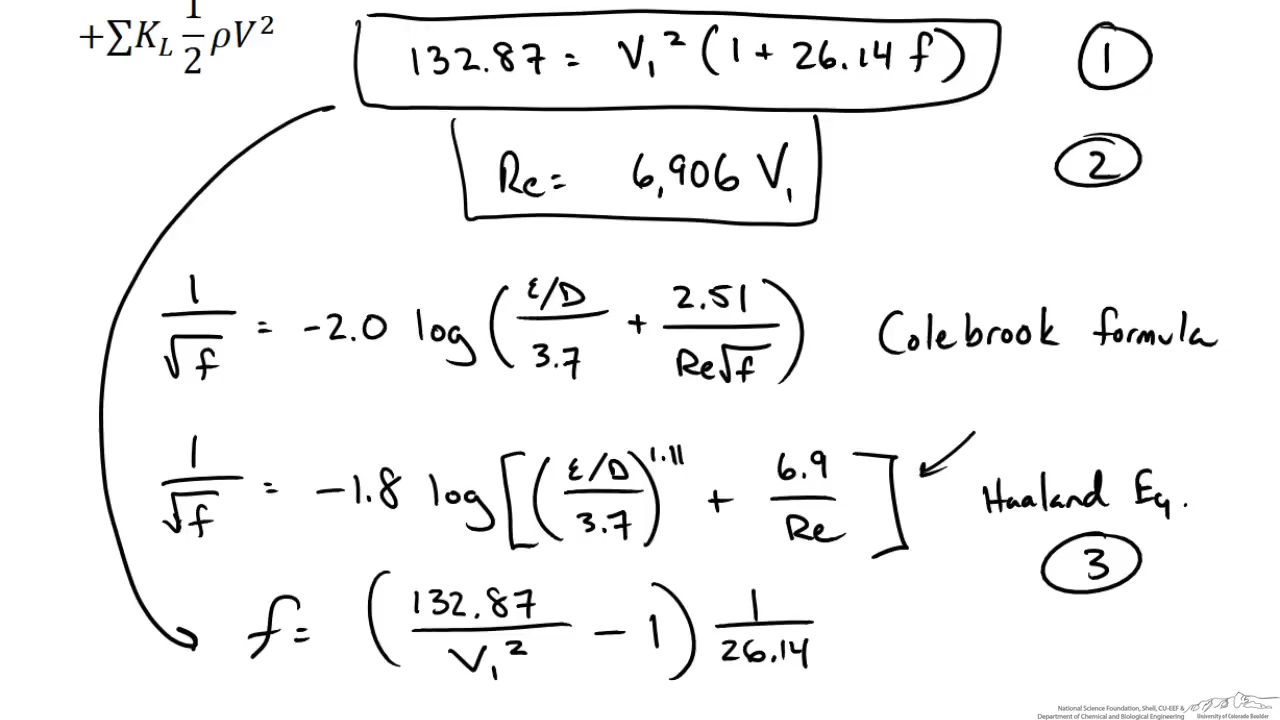 +∑K_L 1/2 ρV²
132.87 = V₁² (1 + 26.14 f)
1
Re = 6,906 V₁
2
1/√f = -2.0 log ( (ε/D)/3.7 + 2.51/(Re√f) ) Colebrook formula
1/√f = -1.8 log [ ( (ε/D)/3.7 )^1.11 + 6.9/Re ] Haaland Eq.
3
f = ( 132.87/V₁² - 1 ) 1/26.14
National Science Foundation, Shell, CU-EEF &
Department of Chemical and Biological Engineering
University of Colorado Boulder